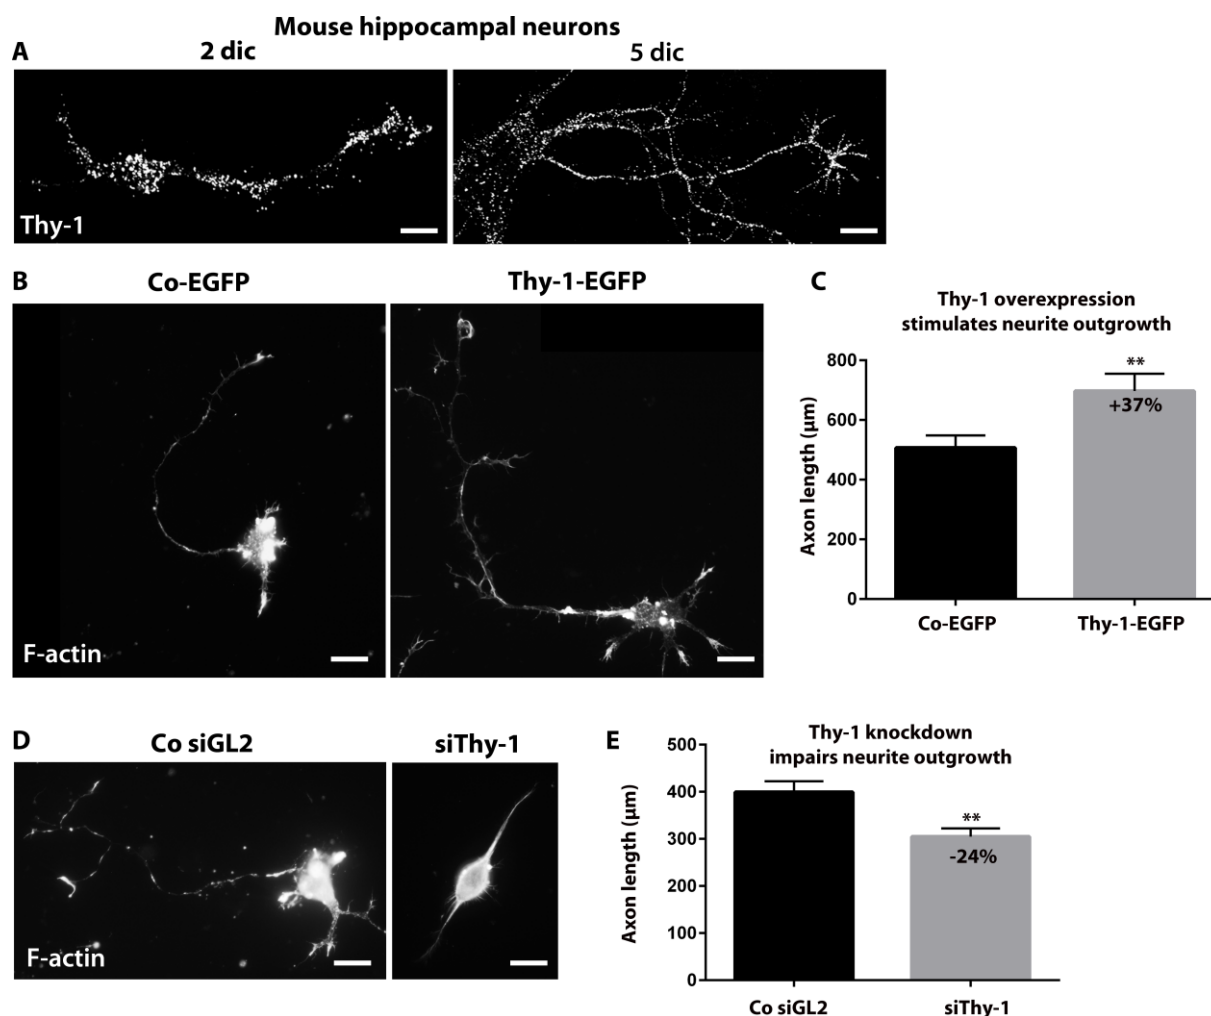 Mouse hippocampal neurons
A
2 dic
5 dic
Thy-1
B
Co-EGFP
Thy-1-EGFP
F-actin
C
Thy-1 overexpression
stimulates neurite outgrowth
Axon length (µm)
800
600
400
200
0
**
+37%
Co-EGFP
Thy-1-EGFP
D
Co siGL2
siThy-1
F-actin
E
Thy-1 knockdown
impairs neurite outgrowth
Axon length (µm)
500
400
300
200
100
0
**
-24%
Co siGL2
siThy-1